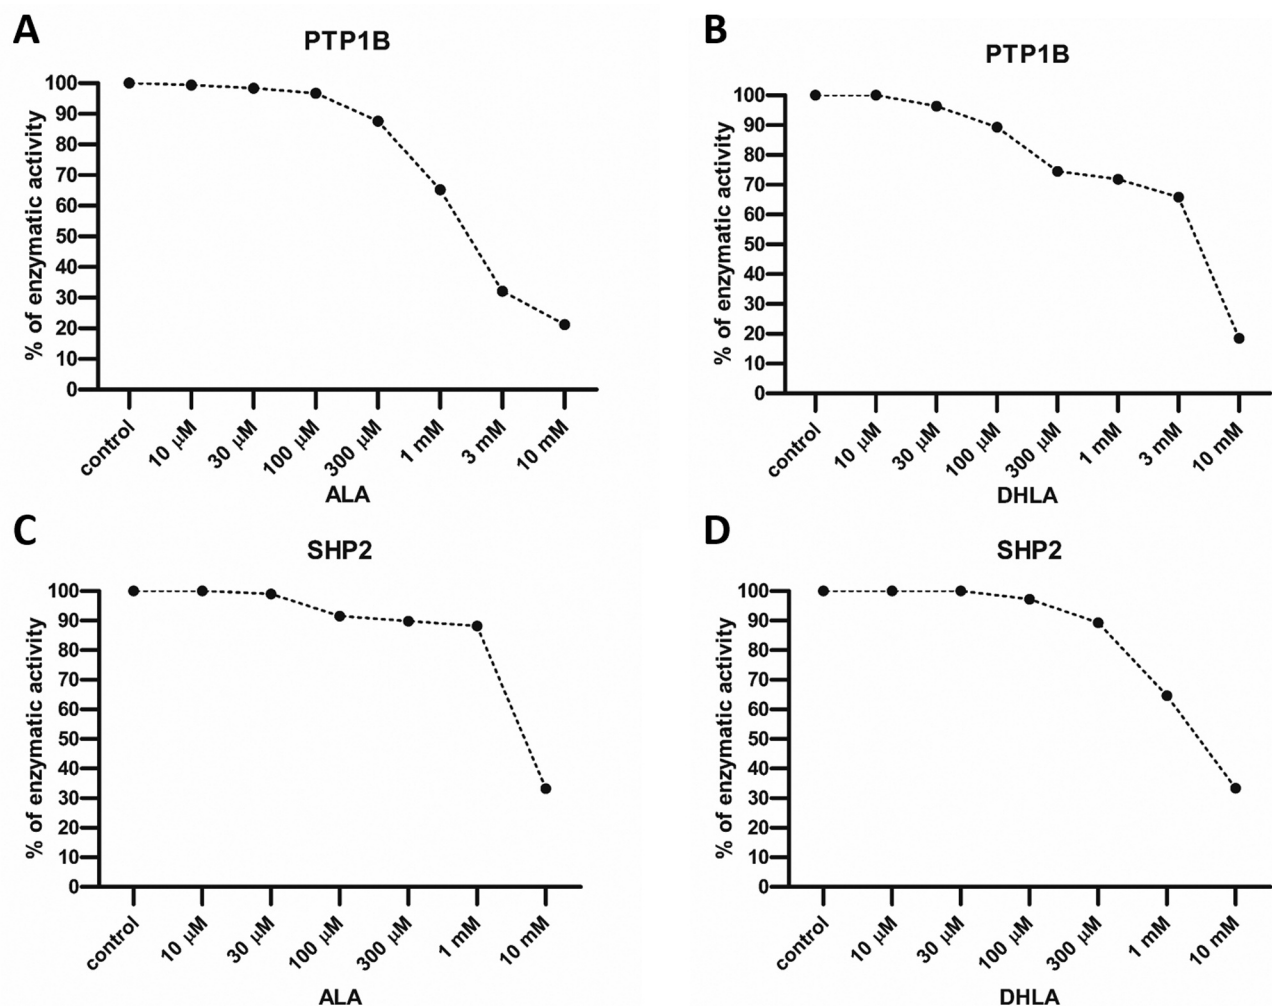 A
PTP1B
% of enzymatic activity
100
90
80
70
60
50
40
30
20
10
0
control
10 μM
30 μM
100 μM
300 μM
1 mM
3 mM
10 mM
ALA
B
PTP1B
% of enzymatic activity
100
90
80
70
60
50
40
30
20
10
0
control
10 μM
30 μM
100 μM
300 μM
1 mM
3 mM
10 mM
DHLA
C
SHP2
% of enzymatic activity
100
90
80
70
60
50
40
30
20
10
0
control
10 μM
30 μM
100 μM
300 μM
1 mM
10 mM
ALA
D
SHP2
% of enzymatic activity
100
90
80
70
60
50
40
30
20
10
0
control
10 μM
30 μM
100 μM
300 μM
1 mM
10 mM
DHLA